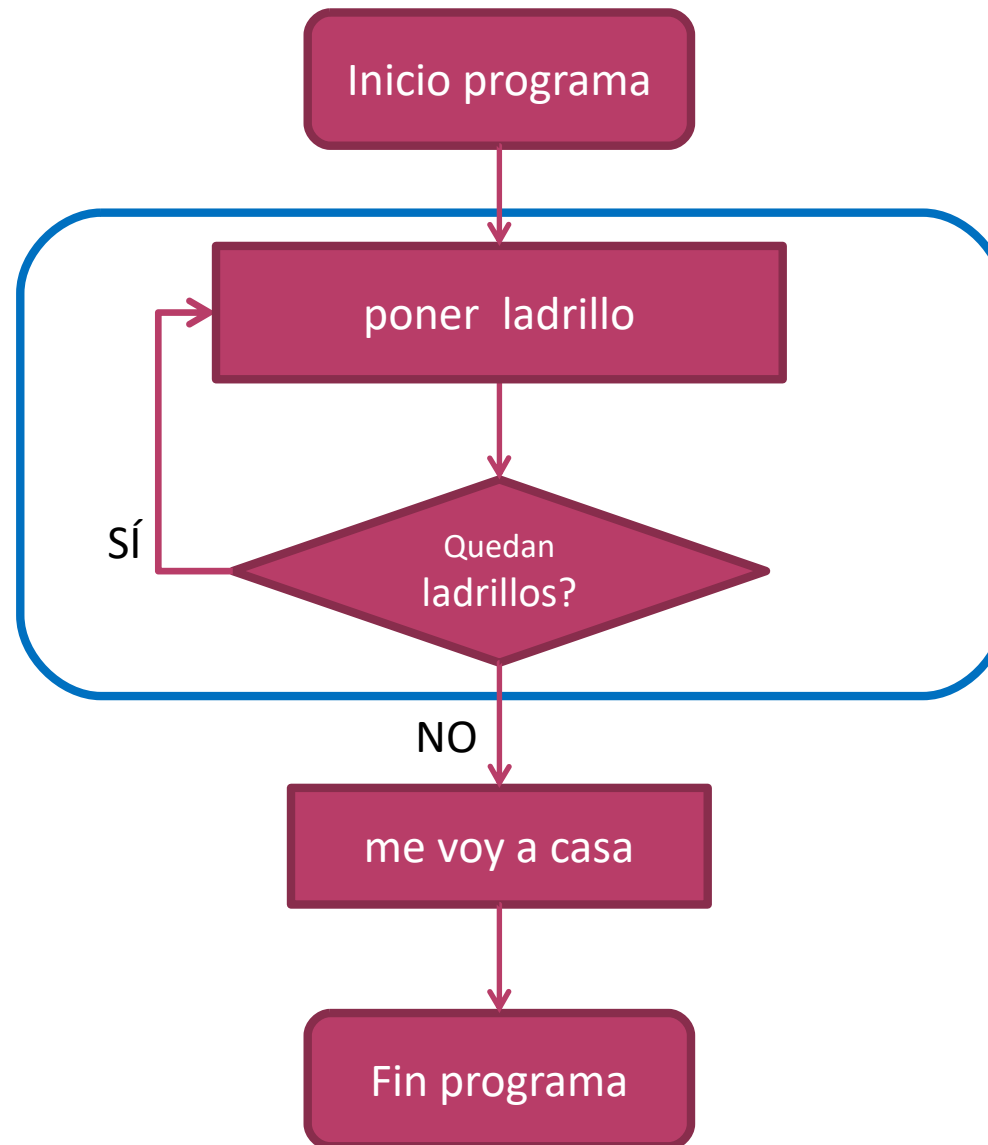 Inicio programa
poner ladrillo
SÍ
Quedan
ladrillos?
NO
me voy a casa
Fin programa